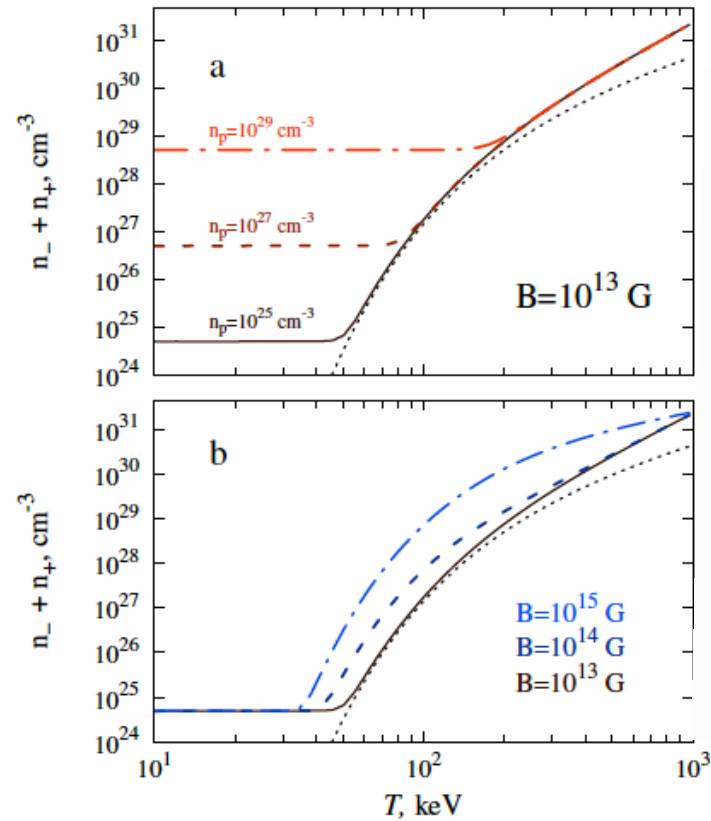 10^31
a
10^30
n_p=10^29 cm^-3
10^29
10^28
n_p=10^27 cm^-3
10^27
10^26
B=10^13 G
n_p=10^25 cm^-3
10^25
10^24
n_- + n_+, cm^-3
10^31
b
10^30
10^29
10^28
10^27
B=10^15 G
10^26
B=10^14 G
10^25
B=10^13 G
10^24
n_- + n_+, cm^-3
10^1 10^2 10^3
T, keV